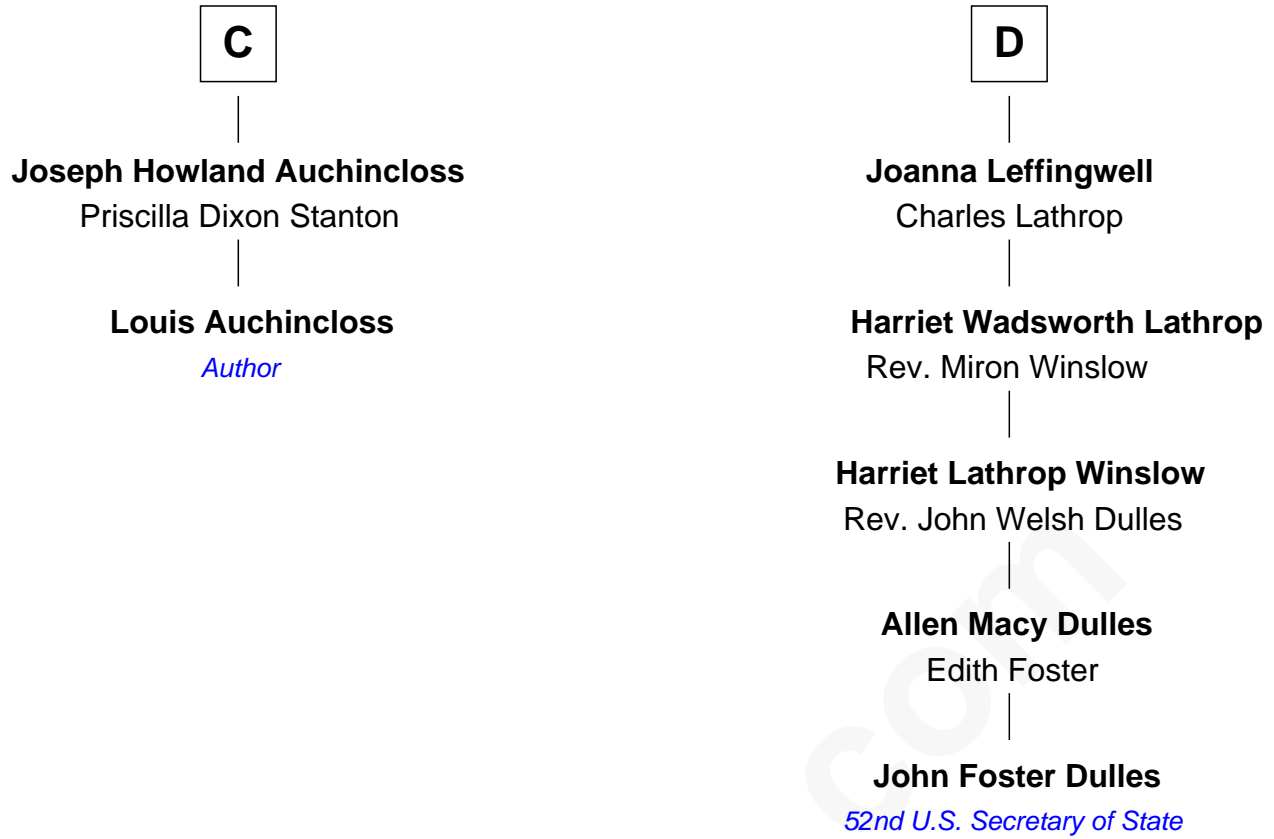 C
Joseph Howland Auchincloss
Priscilla Dixon Stanton
Louis Auchincloss
Author
D
Joanna Leffingwell
Charles Lathrop
Harriet Wadsworth Lathrop
Rev. Miron Winslow
Harriet Lathrop Winslow
Rev. John Welsh Dulles
Allen Macy Dulles
Edith Foster
John Foster Dulles
52nd U.S. Secretary of State
com